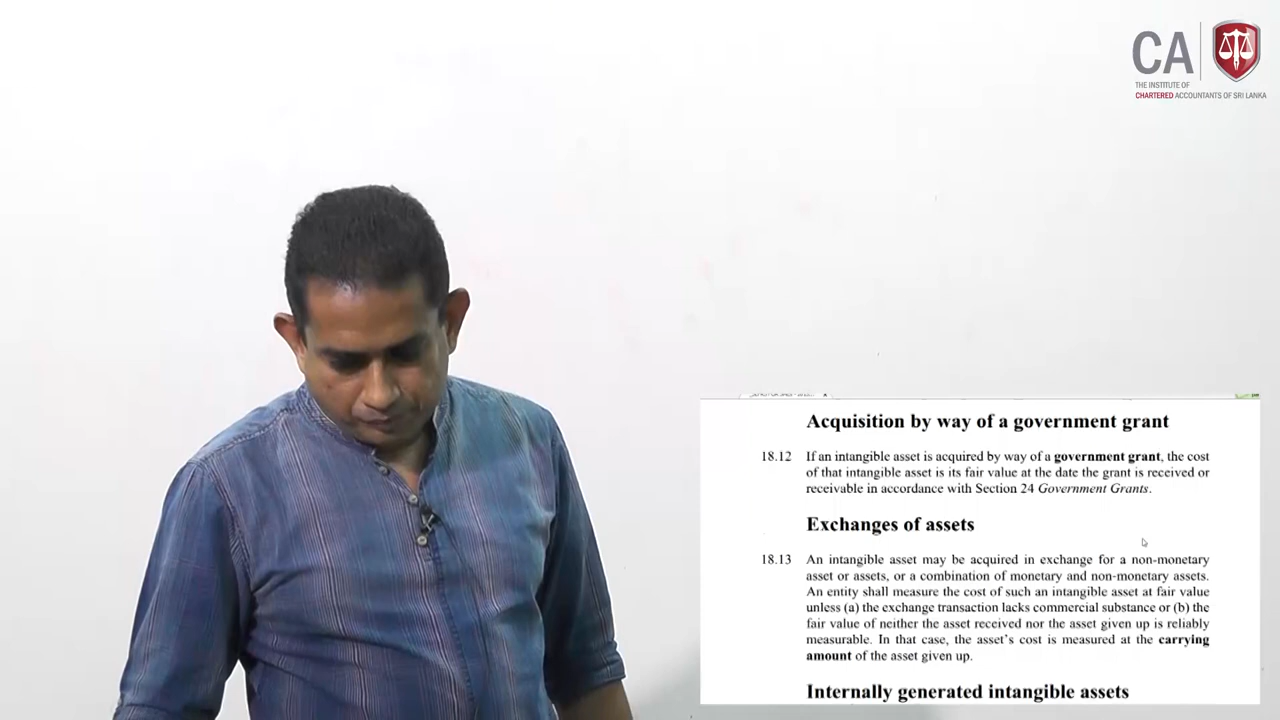 CA
THE INSTITUTE OF
CHARTERED ACCOUNTANTS OF SRI LANKA
Acquisition by way of a government grant
18.12 If an intangible asset is acquired by way of a government grant, the cost
of that intangible asset is its fair value at the date the grant is received or
receivable in accordance with Section 24 Government Grants.
Exchanges of assets
18.13 An intangible asset may be acquired in exchange for a non-monetary
asset or assets, or a combination of monetary and non-monetary assets.
An entity shall measure the cost of such an intangible asset at fair value
unless (a) the exchange transaction lacks commercial substance or (b) the
fair value of neither the asset received nor the asset given up is reliably
measurable. In that case, the asset's cost is measured at the carrying
amount of the asset given up.
Internally generated intangible assets